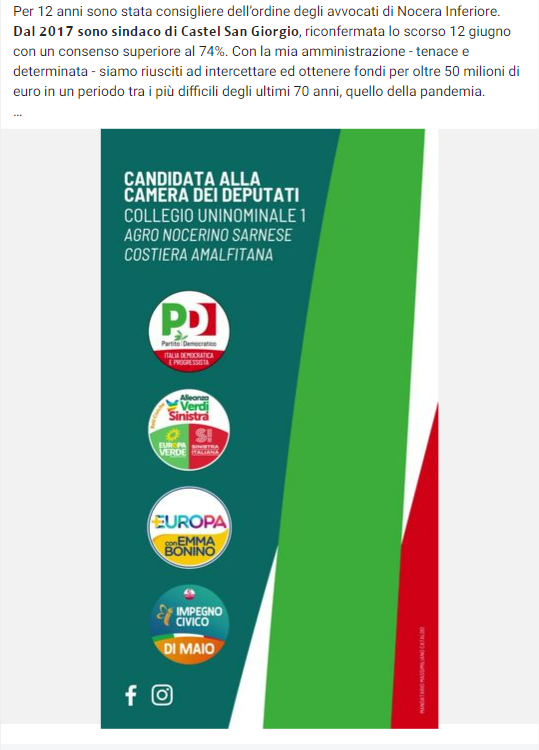 Per 12 anni sono stata consigliere dell'ordine degli avvocati di Nocera Inferiore.
Dal 2017 sono sindaco di Castel San Giorgio, riconfermata lo scorso 12 giugno
con un consenso superiore al 74%. Con la mia amministrazione - tenace e
determinata - siamo riusciti ad intercettare ed ottenere fondi per oltre 50 milioni di
euro in un periodo tra i più difficili degli ultimi 70 anni, quello della pandemia.
...
CANDIDATA ALLA
CAMERA DEI DEPUTATI
COLLEGIO UNINOMINALE 1
AGRO NOCERINO SARNESE
COSTIERA AMALFITANA
PD
Partito Democratico
ITALIA DEMOCRATICA
E PROGRESSISTA
Alleanza
Verdi
Sinistra
EUROPA
VERDE
SI
SINISTRA
ITALIANA
+EUROPA
con EMMA
BONINO
IMPEGNO
CIVICO
DI MAIO
MANDATARIO MASSIMILIANO CATALDO